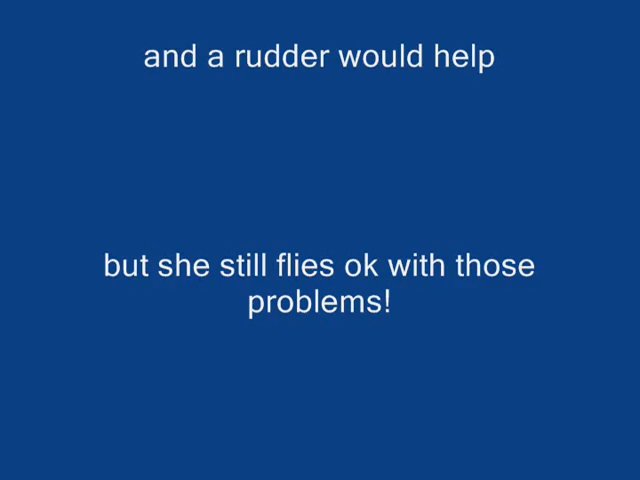 and a rudder would help
but she still flies ok with those
problems!